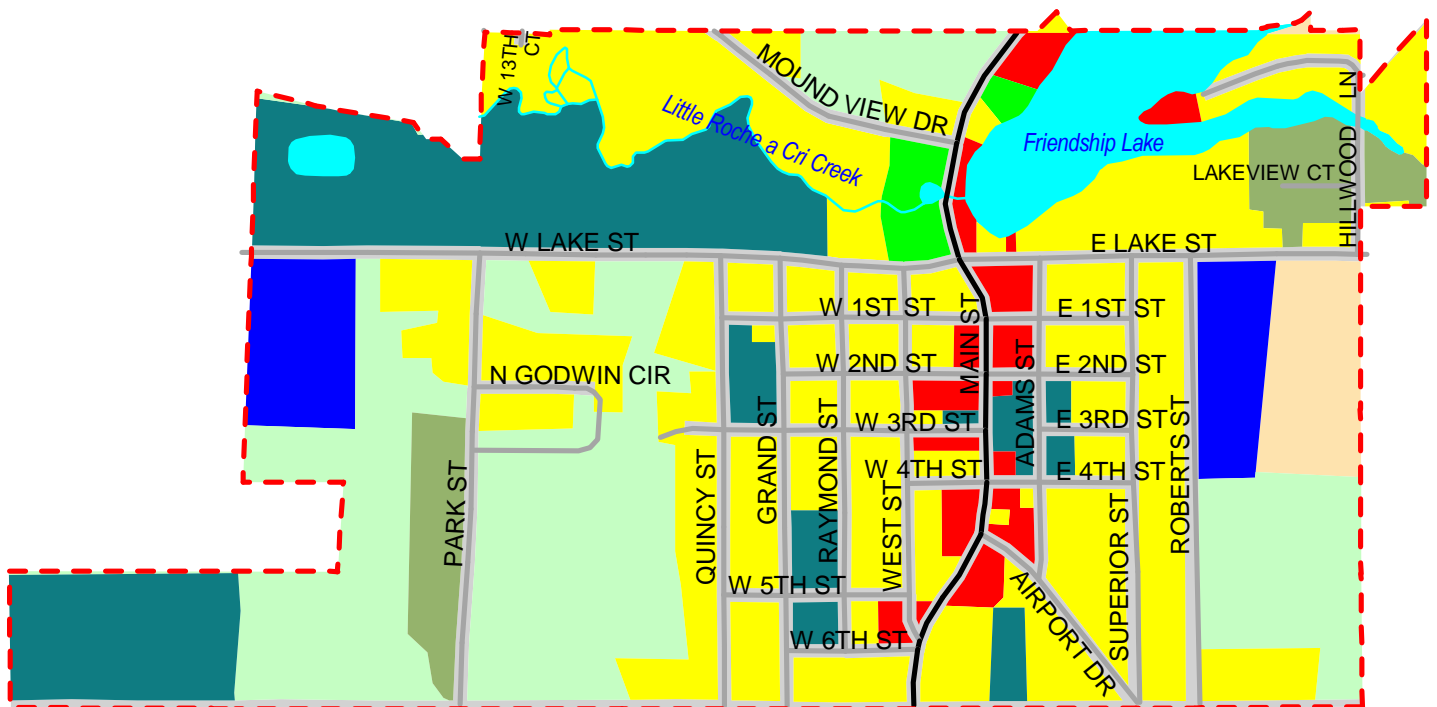 W 13TH
CT
MOUND VIEW DR
Little Roche a Cri Creek
Friendship Lake
LAKEVIEW CT
HILLWOOD LN
W LAKE ST
E LAKE ST
W 1ST ST
MAIN ST
E 1ST ST
W 2ND ST
E 2ND ST
N GODWIN CIR
W 3RD ST
ADAMS ST
E 3RD ST
W 4TH ST
E 4TH ST
PARK ST
QUINCY ST
GRAND ST
RAYMOND ST
WEST ST
SUPERIOR ST
ROBERTS ST
W 5TH ST
AIRPORT DR
W 6TH ST